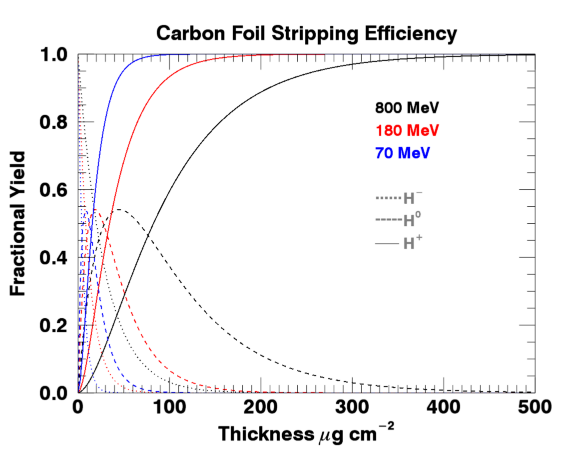 Carbon Foil Stripping Efficiency
1.0
0.8
0.6
0.4
0.2
0.0
Fractional Yield
800 MeV
180 MeV
70 MeV
H⁻
H⁰
H⁺
0 100 200 300 400 500
Thickness μg cm⁻²